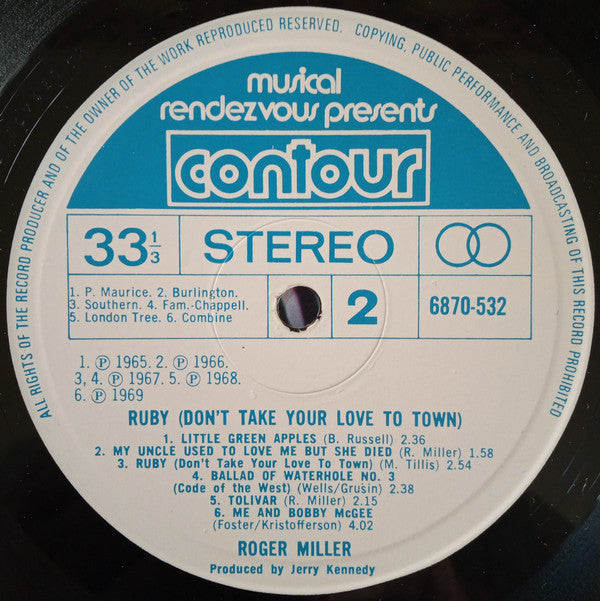 ALL RIGHTS OF THE RECORD PRODUCER AND OF THE OWNER OF THE WORK REPRODUCED RESERVED. COPYING, PUBLIC PERFORMANCE AND BROADCASTING OF THIS RECORD PROHIBITED
musical
rendezvous presents
contour
33 1/3 STEREO
1. P. Maurice. 2. Burlington.
3. Southern. 4. Fam.-Chappell.
5. London Tree. 6. Combine
2 6870-532
1. ℗ 1965. 2. ℗ 1966.
3, 4. ℗ 1967. 5. ℗ 1968.
6. ℗ 1969
RUBY (DON'T TAKE YOUR LOVE TO TOWN)
1. LITTLE GREEN APPLES (B. Russell) 2.36
2. MY UNCLE USED TO LOVE ME BUT SHE DIED (R. Miller) 1.58
3. RUBY (Don't Take Your Love To Town) (M. Tillis) 2.54
4. BALLAD OF WATERHOLE NO. 3
(Code of the West) (Wells/Grusin) 2.38
5. TOLIVAR (R. Miller) 2.15
6. ME AND BOBBY McGEE
(Foster/Kristofferson) 4.02
ROGER MILLER
Produced by Jerry Kennedy